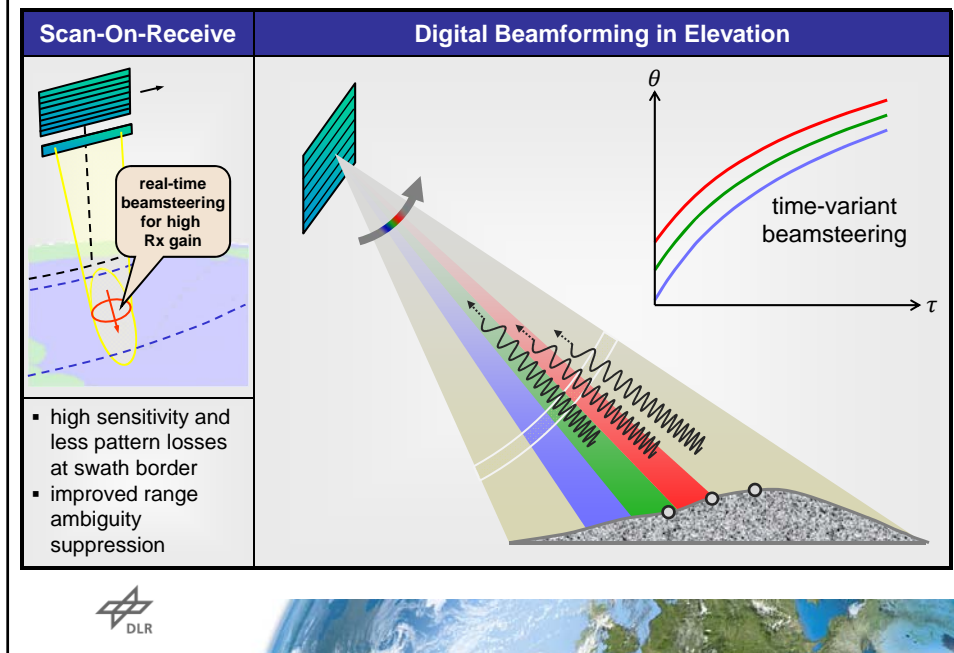 Scan-On-Receive
Digital Beamforming in Elevation
real-time
beamsteering
for high
Rx gain
▪ high sensitivity and
less pattern losses
at swath border
▪ improved range
ambiguity
suppression
θ
time-variant
beamsteering
τ
DLR